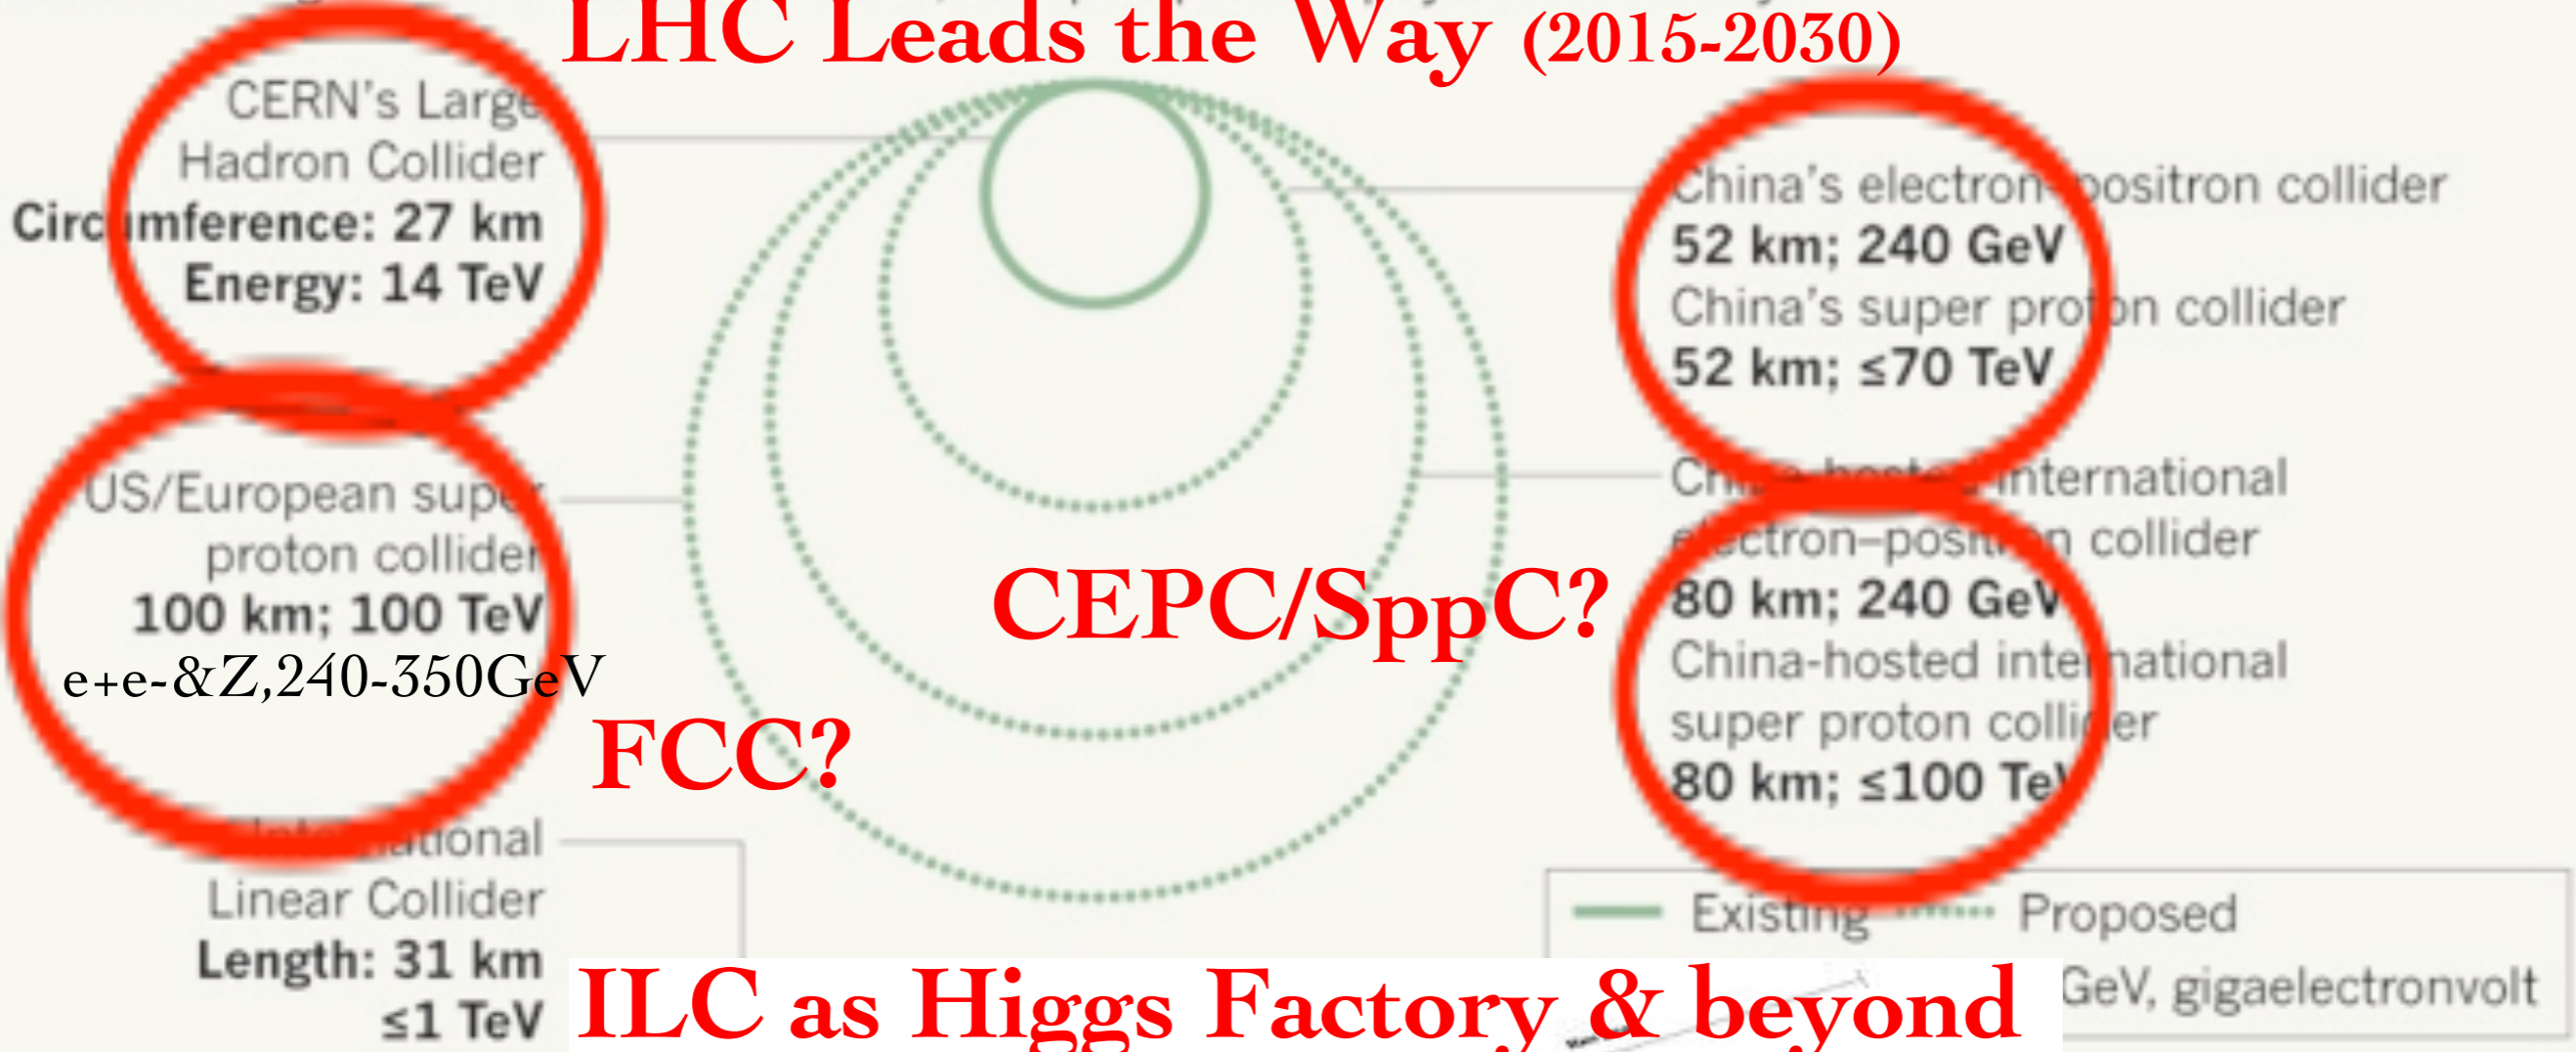 LHC Leads the Way (2015-2030)
CERN's Large
Hadron Collider
Circumference: 27 km
Energy: 14 TeV
US/European super
proton collider
100 km; 100 TeV
e+e-&Z,240-350GeV
FCC?
International
Linear Collider
Length: 31 km
≤1 TeV
China's electron–positron collider
52 km; 240 GeV
China's super proton collider
52 km; ≤70 TeV
China-hosted international
electron–positron collider
80 km; 240 GeV
China-hosted international
super proton collider
80 km; ≤100 TeV
CEPC/SppC?
Existing Proposed
GeV, gigaelectronvolt
ILC as Higgs Factory & beyond